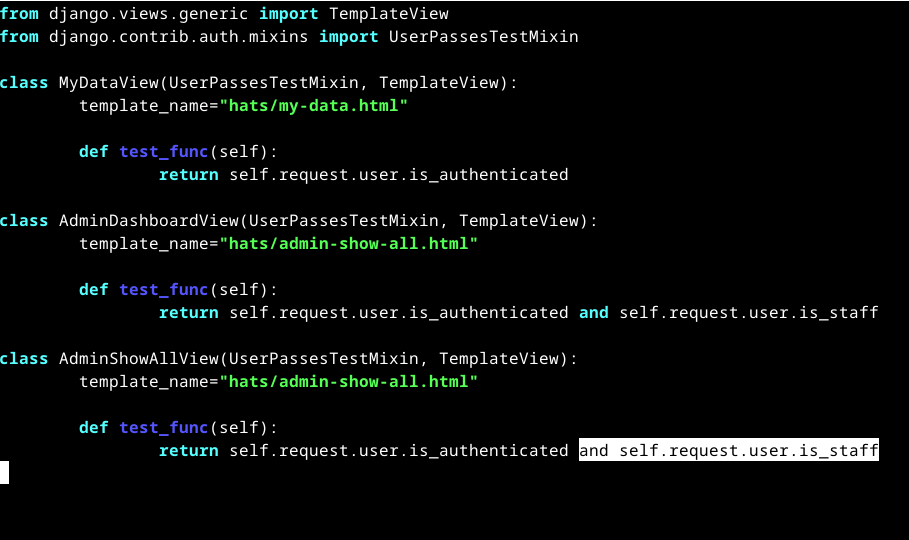 from django.views.generic import TemplateView
from django.contrib.auth.mixins import UserPassesTestMixin

class MyDataView(UserPassesTestMixin, TemplateView):
        template_name="hats/my-data.html"

        def test_func(self):
                return self.request.user.is_authenticated

class AdminDashboardView(UserPassesTestMixin, TemplateView):
        template_name="hats/admin-show-all.html"

        def test_func(self):
                return self.request.user.is_authenticated and self.request.user.is_staff

class AdminShowAllView(UserPassesTestMixin, TemplateView):
        template_name="hats/admin-show-all.html"

        def test_func(self):
                return self.request.user.is_authenticated and self.request.user.is_staff